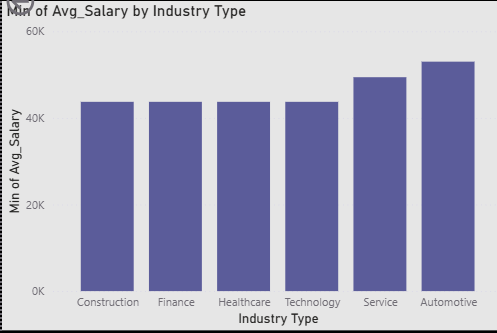 Min of Avg_Salary by Industry Type
60K
40K
20K
0K
Min of Avg_Salary
Construction Finance Healthcare Technology Service Automotive
Industry Type